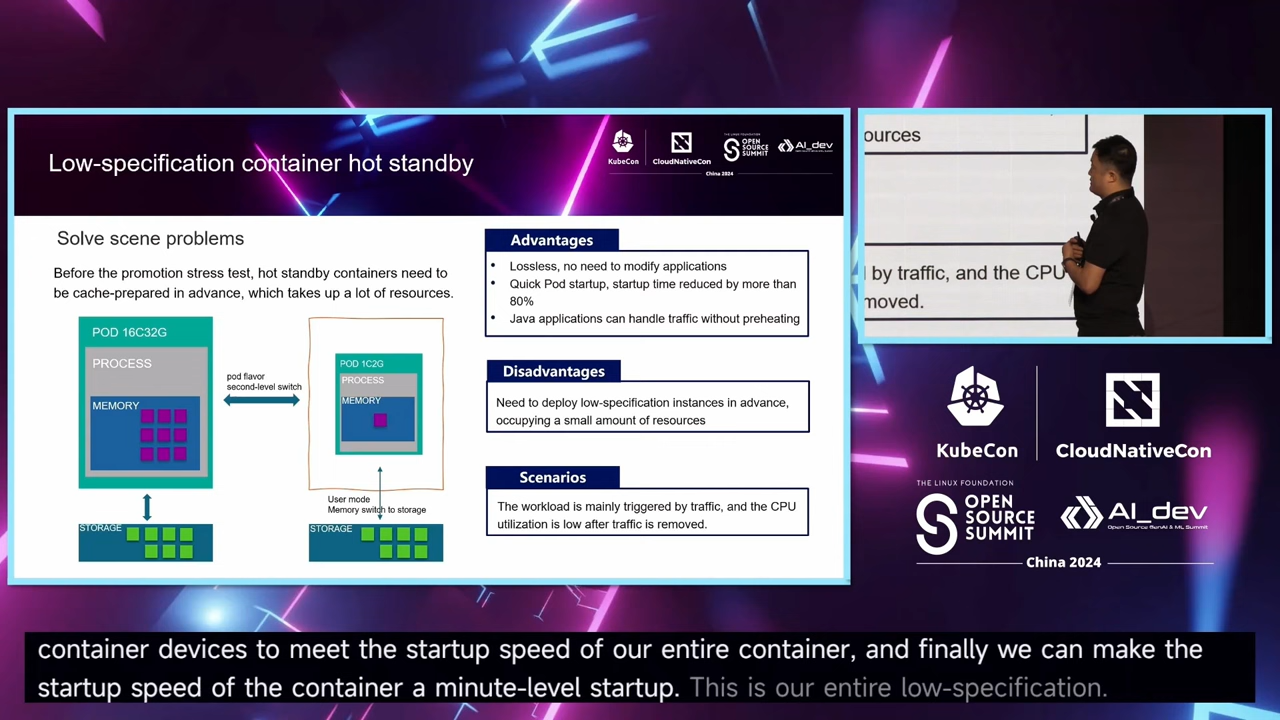 Low-specification container hot standby
KubeCon
CloudNativeCon
THE LINUX FOUNDATION
OPEN
SOURCE
SUMMIT
AI_dev
China 2024
Solve scene problems
Before the promotion stress test, hot standby containers need to
be cache-prepared in advance, which takes up a lot of resources.
POD 16C32G
PROCESS
MEMORY
STORAGE
pod flavor
second-level switch
POD 1C2G
PROCESS
MEMORY
User mode
Memory switch to storage
STORAGE
Advantages
• Lossless, no need to modify applications
• Quick Pod startup, startup time reduced by more than
80%
• Java applications can handle traffic without preheating
Disadvantages
Need to deploy low-specification instances in advance,
occupying a small amount of resources
Scenarios
The workload is mainly triggered by traffic, and the CPU
utilization is low after traffic is removed.
ources
by traffic, and the CPU
moved.
KubeCon
CloudNativeCon
THE LINUX FOUNDATION
OPEN
SOURCE
SUMMIT
AI_dev
Open Source GenAI & ML Summit
China 2024
container devices to meet the startup speed of our entire container, and finally we can make the
startup speed of the container a minute-level startup. This is our entire low-specification.